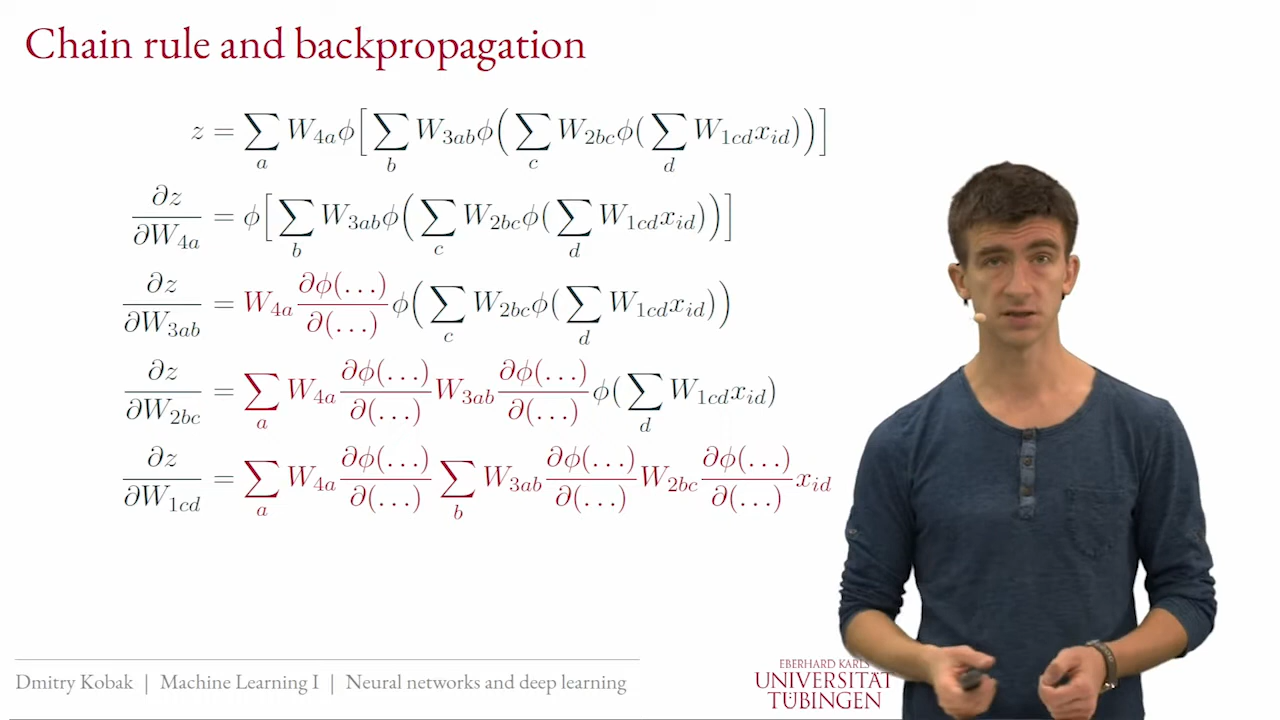 Chain rule and backpropagation
z = ∑_a W_{4a} ϕ[∑_b W_{3ab} ϕ(∑_c W_{2bc} ϕ(∑_d W_{1cd} x_{id}))]
∂z/∂W_{4a} = ϕ[∑_b W_{3ab} ϕ(∑_c W_{2bc} ϕ(∑_d W_{1cd} x_{id}))]
∂z/∂W_{3ab} = W_{4a} ∂ϕ(...)/∂(...) ϕ(∑_c W_{2bc} ϕ(∑_d W_{1cd} x_{id}))
∂z/∂W_{2bc} = ∑_a W_{4a} ∂ϕ(...)/∂(...) W_{3ab} ∂ϕ(...)/∂(...) ϕ(∑_d W_{1cd} x_{id})
∂z/∂W_{1cd} = ∑_a W_{4a} ∂ϕ(...)/∂(...) ∑_b W_{3ab} ∂ϕ(...)/∂(...) W_{2bc} ∂ϕ(...)/∂(...) x_{id}
Dmitry Kobak | Machine Learning I | Neural networks and deep learning
EBERHARD KARLS
UNIVERSITÄT
TÜBINGEN